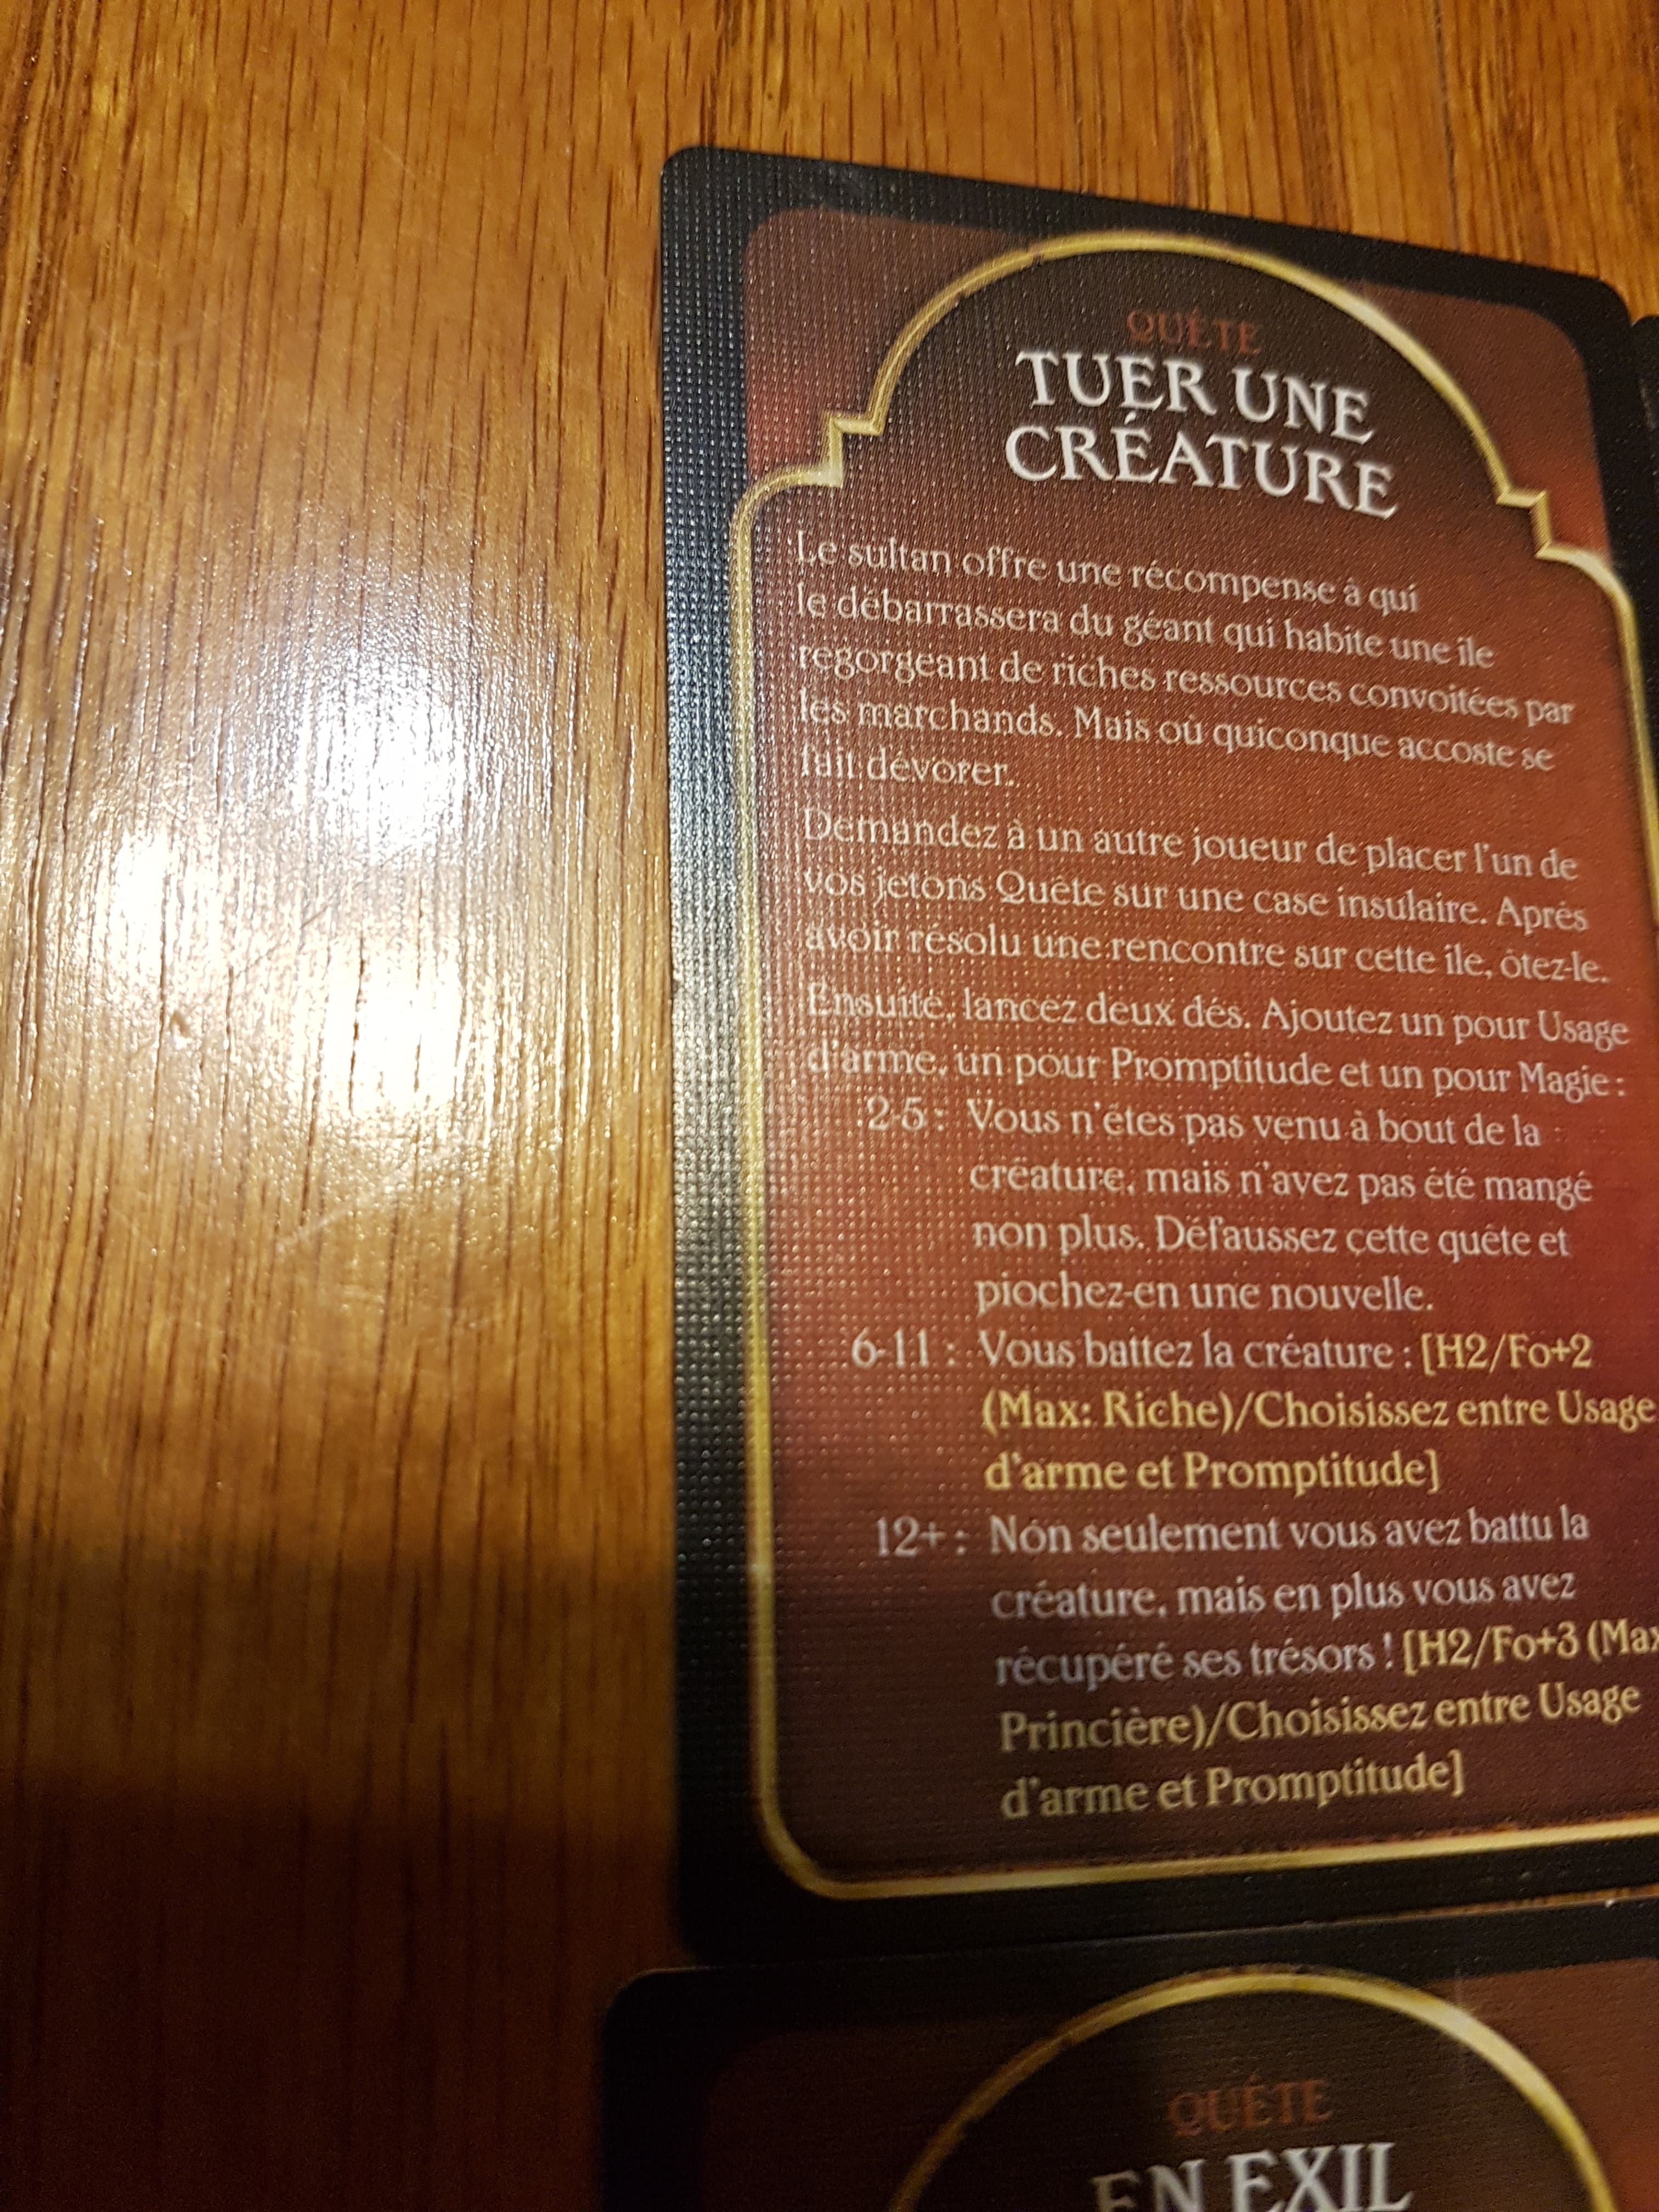 QUÊTE
TUER UNE
CRÉATURE
Le sultan offre une récompense à qui
le débarrassera du géant qui habite une ile
regorgeant de riches ressources convoitées par
les marchands. Mais où quiconque accoste se
fait dévorer.
Demandez à un autre joueur de placer l'un de
vos jetons Quête sur une case insulaire. Après
avoir résolu une rencontre sur cette ile, ôtez-le.
Ensuite, lancez deux dés. Ajoutez un pour Usage
d'arme, un pour Promptitude et un pour Magie :
2-5 : Vous n'êtes pas venu à bout de la
créature, mais n'avez pas été mangé
non plus. Défaussez cette quête et
piochez-en une nouvelle.
6-11 : Vous battez la créature : [H2/Fo+2
(Max: Riche)/Choisissez entre Usage
d'arme et Promptitude]
12+ : Non seulement vous avez battu la
créature, mais en plus vous avez
récupéré ses trésors ! [H2/Fo+3 (Max
Princière)/Choisissez entre Usage
d'arme et Promptitude]
QUÊTE
EN EXIL